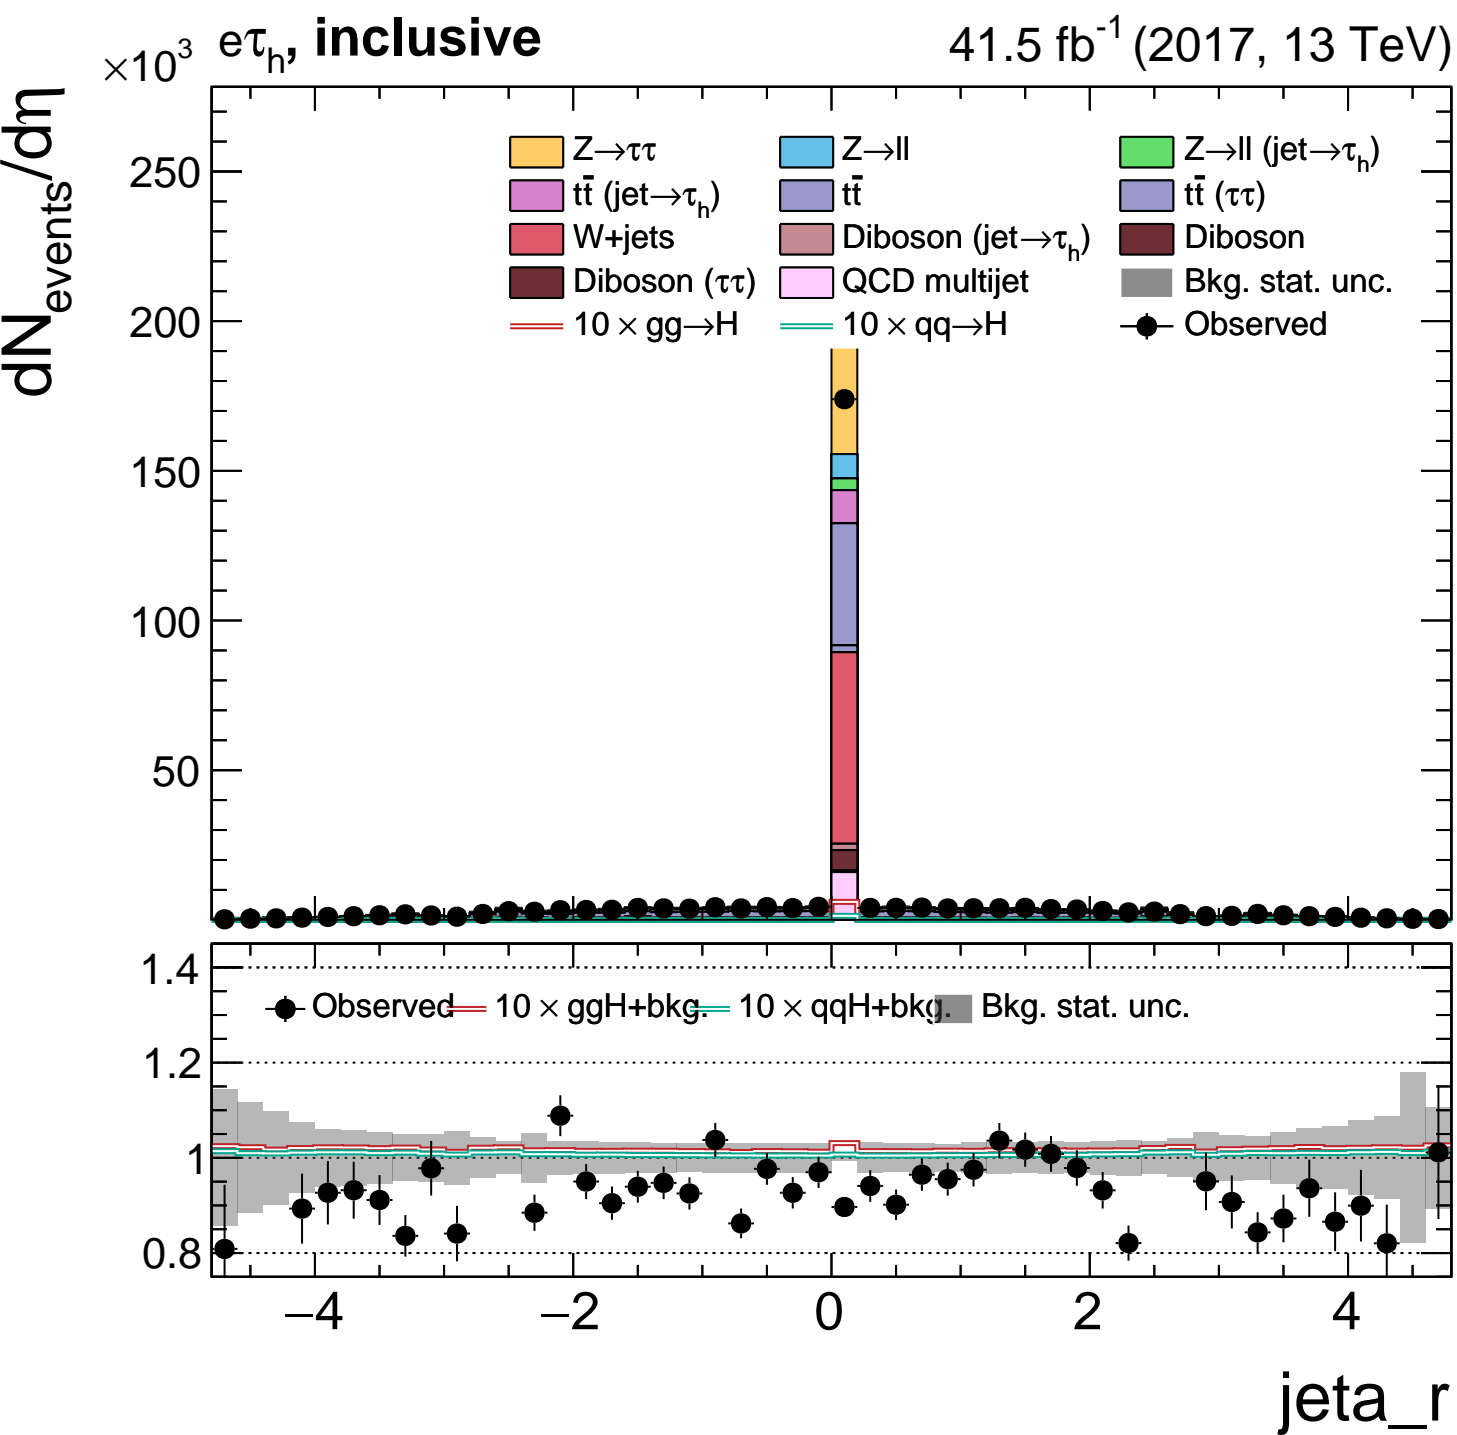 ×10³ eτₕ, inclusive 41.5 fb⁻¹ (2017, 13 TeV)
dN_events/dη
Z→ττ Z→ll Z→ll (jet→τₕ)
tt̄ (jet→τₕ) tt̄ tt̄ (ττ)
W+jets Diboson (jet→τₕ) Diboson
Diboson (ττ) QCD multijet Bkg. stat. unc.
10 × gg→H 10 × qq→H Observed
250
200
150
100
50
1.4
Observed 10 × ggH+bkg. 10 × qqH+bkg. Bkg. stat. unc.
1.2
1
0.8
−4 −2 0 2 4
jeta_r